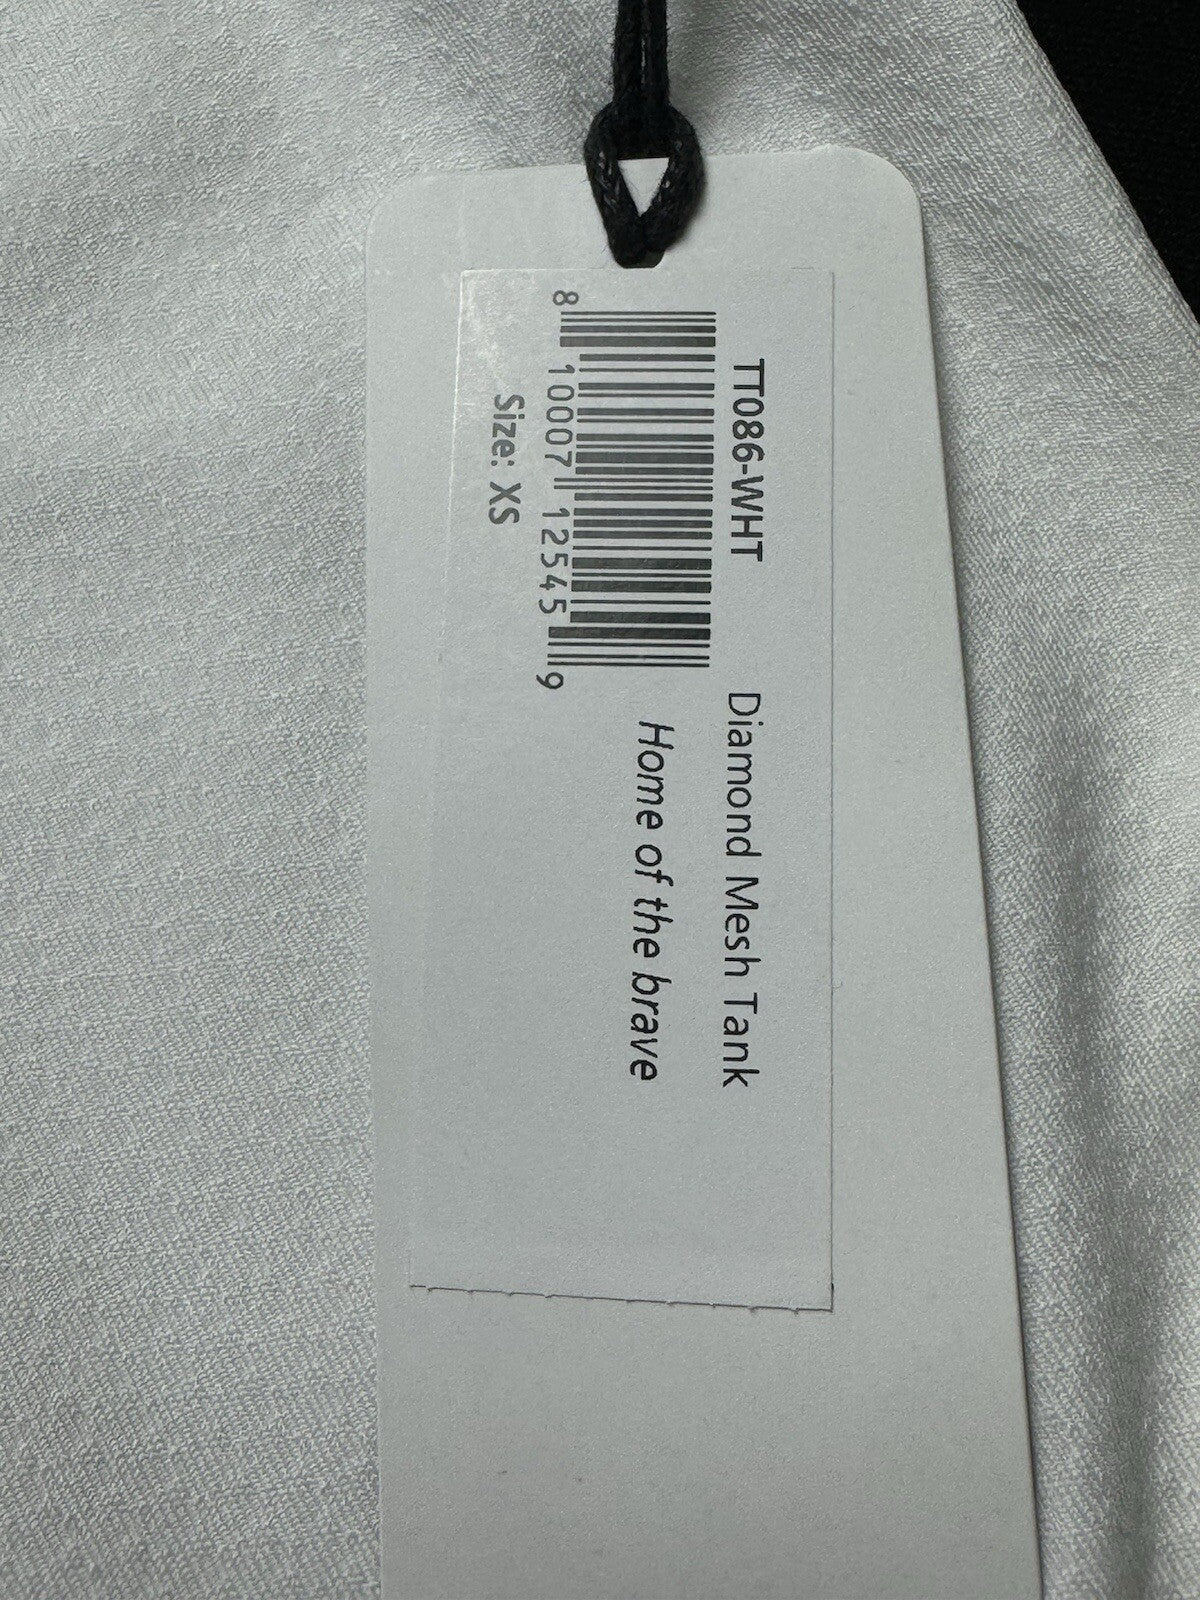 TT086-WHT
Diamond Mesh Tank
Home of the brave
8 10007 12545 9
Size: XS